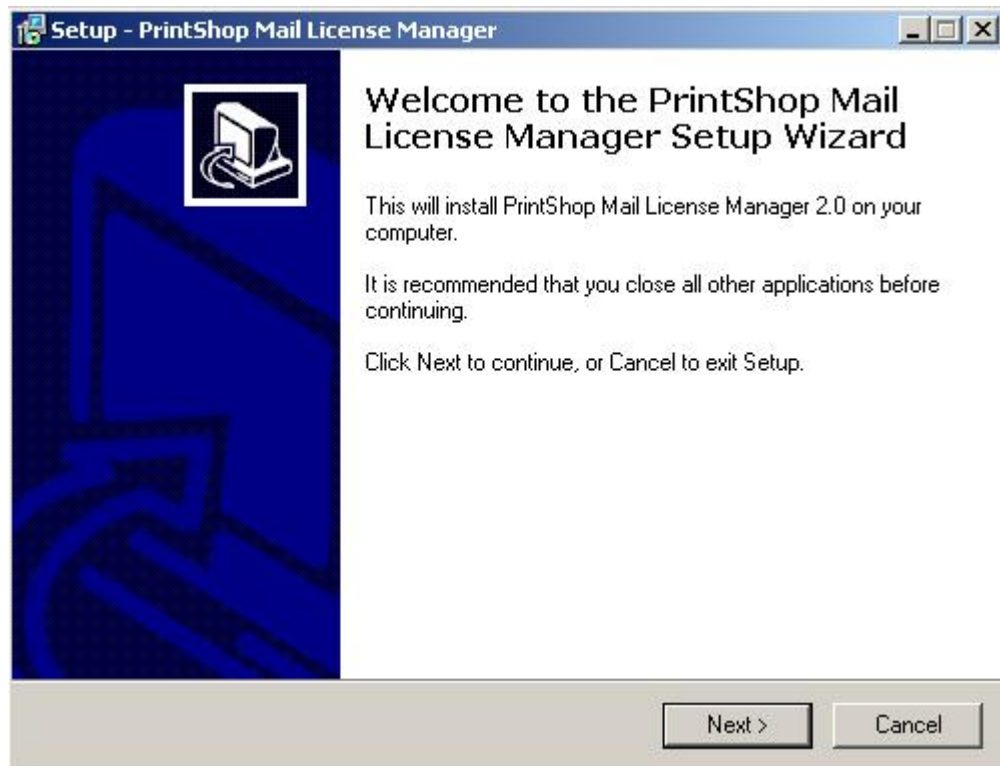 Setup - PrintShop Mail License Manager
Welcome to the PrintShop Mail
License Manager Setup Wizard
This will install PrintShop Mail License Manager 2.0 on your
computer.
It is recommended that you close all other applications before
continuing.
Click Next to continue, or Cancel to exit Setup.
Next >
Cancel